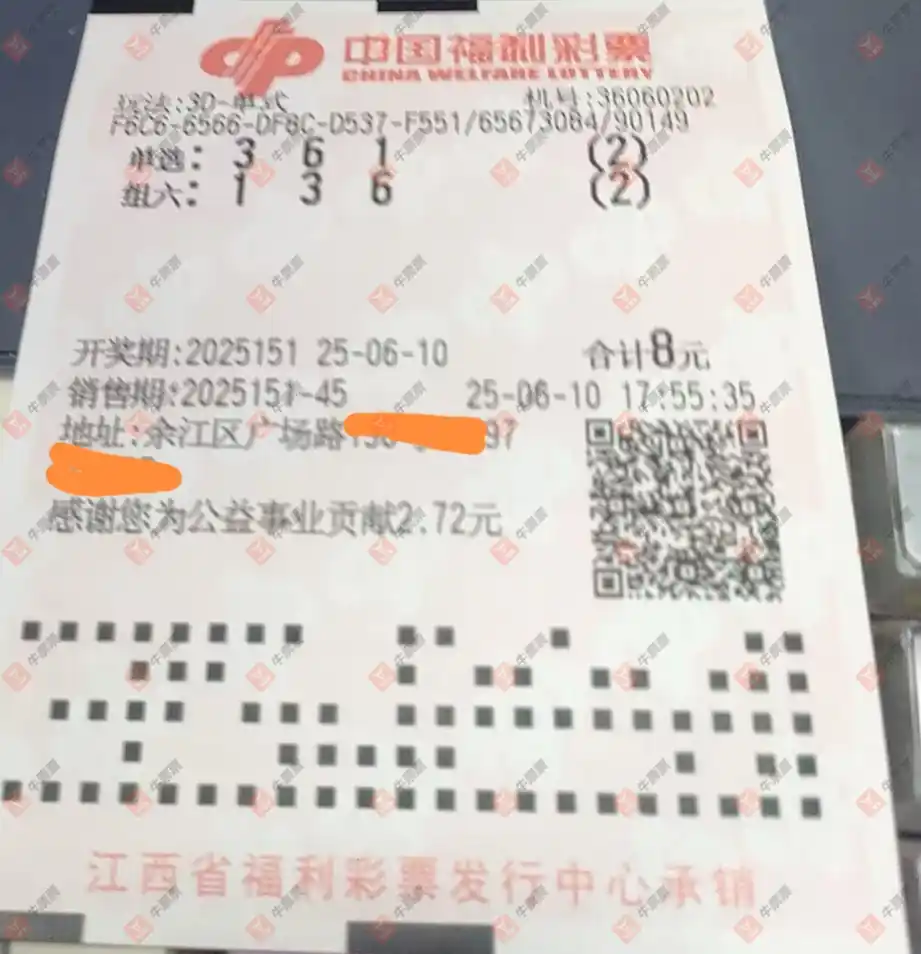 中国福利彩票
CHINA WELFARE LOTTERY
玩法:3D-单式 机号:36060202
F6C6-6566-DF8C-D537-F551/65673084/90149
单选: 3 6 1 (2)
组六: 1 3 6 (2)
开奖期:2025151 25-06-10 合计8元
销售期:2025151-45 25-06-10 17:55:35
地址:余江区广场路
感谢您为公益事业贡献2.72元
江西省福利彩票发行中心承销
牛票票